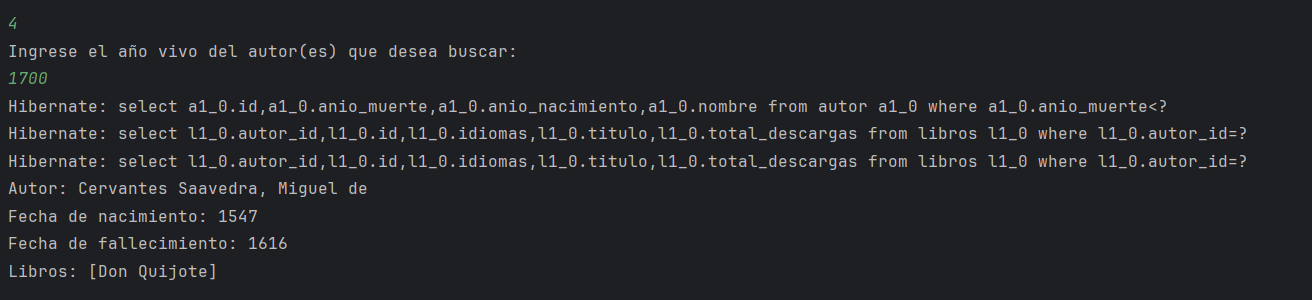 4
Ingrese el año vivo del autor(es) que desea buscar:
1700
Hibernate: select a1_0.id,a1_0.anio_muerte,a1_0.anio_nacimiento,a1_0.nombre from autor a1_0 where a1_0.anio_muerte<?
Hibernate: select l1_0.autor_id,l1_0.id,l1_0.idiomas,l1_0.titulo,l1_0.total_descargas from libros l1_0 where l1_0.autor_id=?
Hibernate: select l1_0.autor_id,l1_0.id,l1_0.idiomas,l1_0.titulo,l1_0.total_descargas from libros l1_0 where l1_0.autor_id=?
Autor: Cervantes Saavedra, Miguel de
Fecha de nacimiento: 1547
Fecha de fallecimiento: 1616
Libros: [Don Quijote]